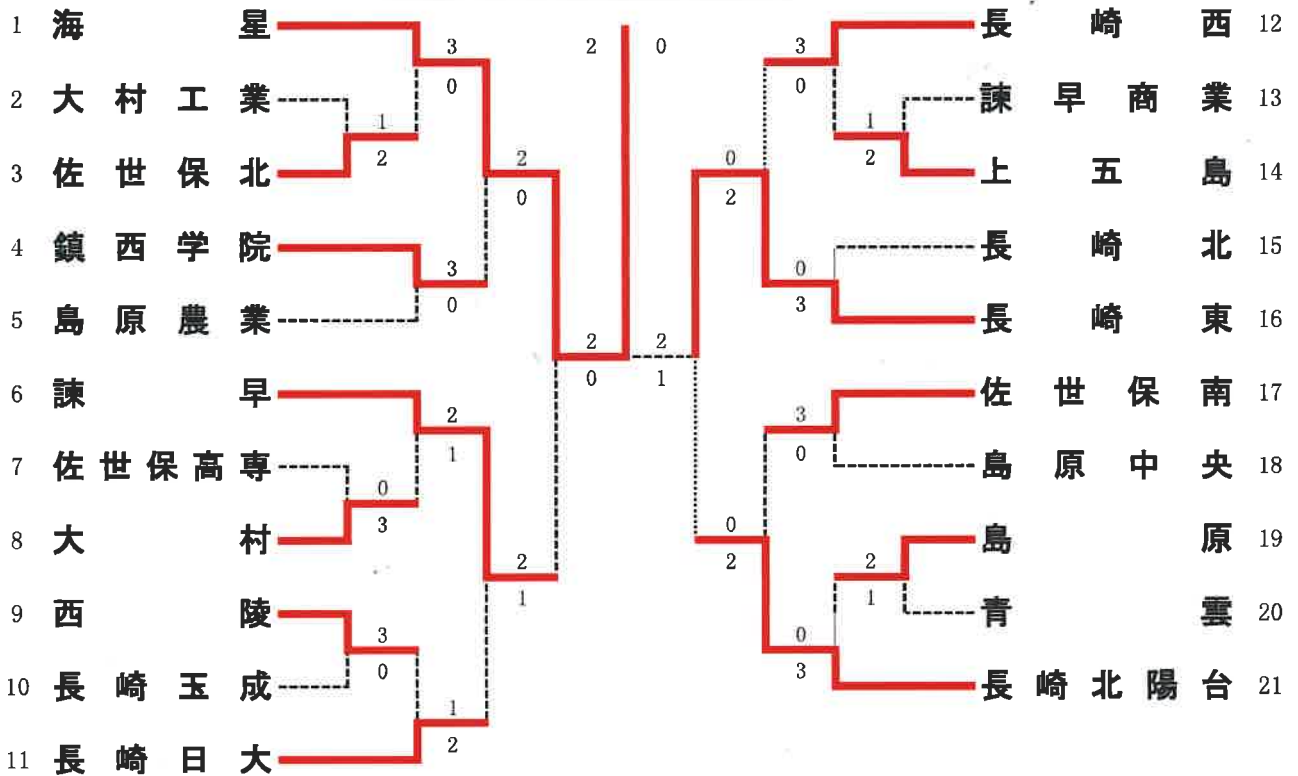 1 海星
3
0
2 大村工業
1
2
3 佐世保北
2
0
4 鎮西学院
3
0
5 島原農業
2
0
6 諫早
2
1
7 佐世保高専
0
3
8 大村
2
1
9 西陵
3
0
10 長崎玉成
1
2
11 長崎日大
2 0
長崎西 12
3
0
諫早商業 13
1
2
上五島 14
0
2
長崎北 15
0
3
長崎東 16
2
1
佐世保南 17
3
0
島原中央 18
0
2
島原 19
2
1
青雲 20
0
3
長崎北陽台 21